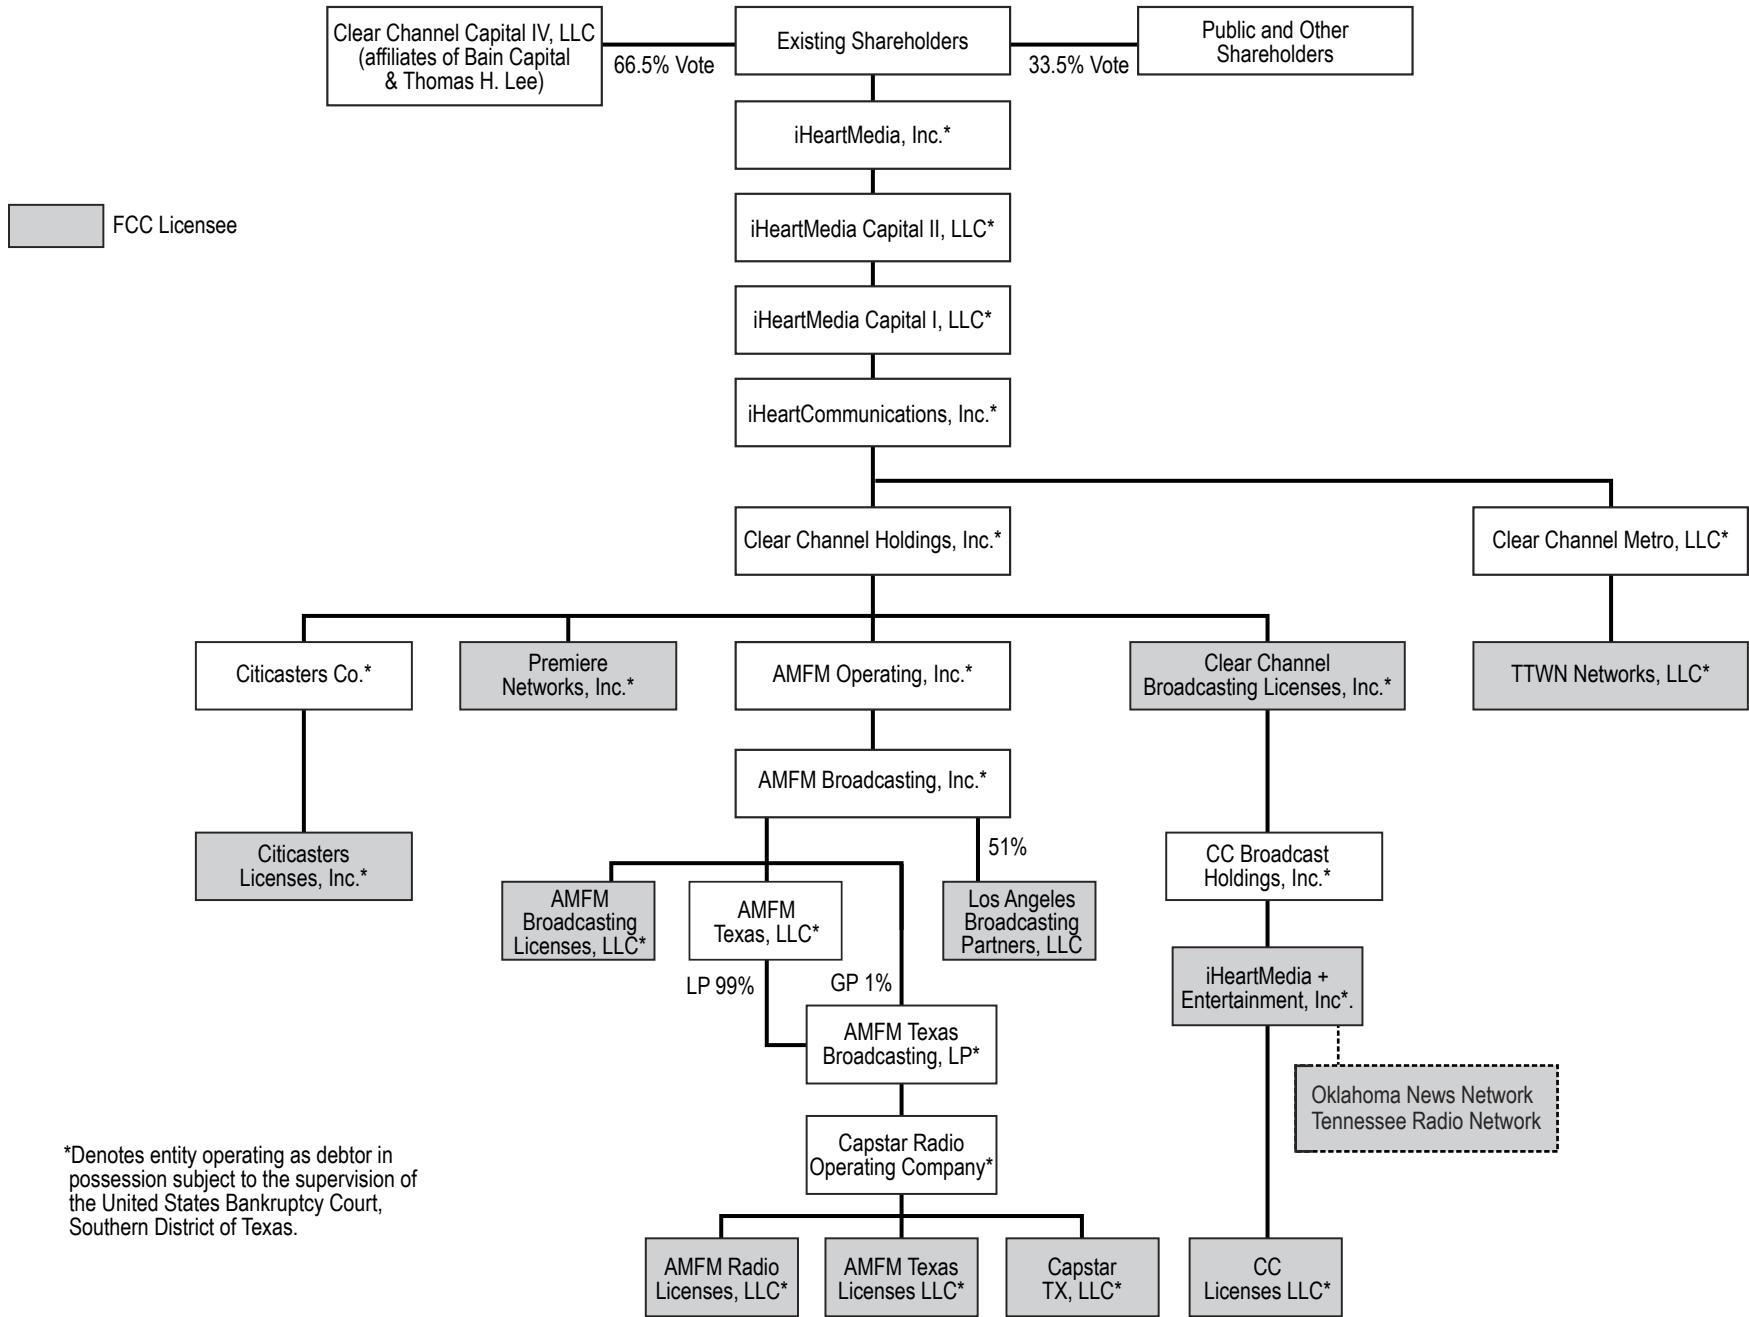 Clear Channel Capital IV, LLC
(affiliates of Bain Capital
& Thomas H. Lee)
66.5% Vote
Existing Shareholders
33.5% Vote
Public and Other
Shareholders
iHeartMedia, Inc.*
FCC Licensee
iHeartMedia Capital II, LLC*
iHeartMedia Capital I, LLC*
iHeartCommunications, Inc.*
Clear Channel Holdings, Inc.*
Clear Channel Metro, LLC*
Citicasters Co.*
Premiere
Networks, Inc.*
AMFM Operating, Inc.*
Clear Channel
Broadcasting Licenses, Inc.*
TTWN Networks, LLC*
AMFM Broadcasting, Inc.*
Citicasters
Licenses, Inc.*
51%
CC Broadcast
Holdings, Inc.*
AMFM
Broadcasting
Licenses, LLC*
AMFM
Texas, LLC*
Los Angeles
Broadcasting
Partners, LLC
LP 99%
GP 1%
iHeartMedia +
Entertainment, Inc*.
AMFM Texas
Broadcasting, LP*
Oklahoma News Network
Tennessee Radio Network
Capstar Radio
Operating Company*
*Denotes entity operating as debtor in
possession subject to the supervision of
the United States Bankruptcy Court,
Southern District of Texas.
AMFM Radio
Licenses, LLC*
AMFM Texas
Licenses LLC*
Capstar
TX, LLC*
CC
Licenses LLC*